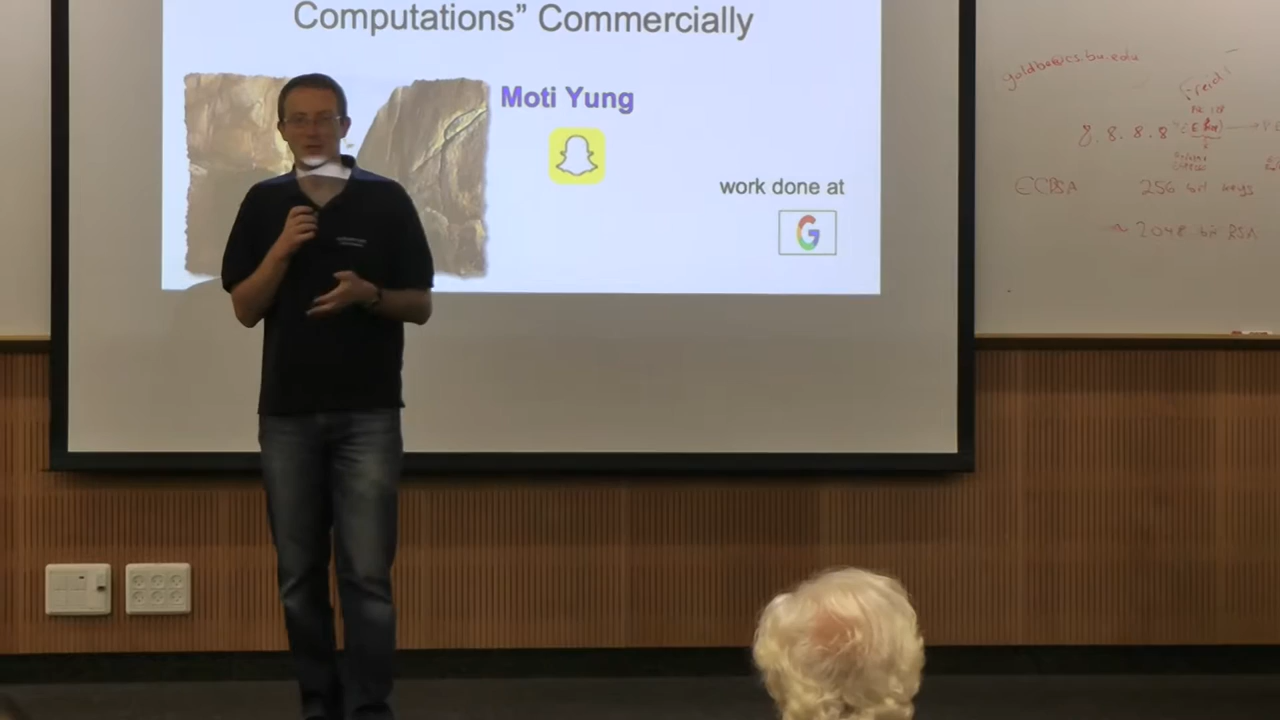 Computations” Commercially
Moti Yung
work done at
G
goldbe@cs.bu.edu
8.8.8.8
256 bit keys
~ 2048 bit RSA